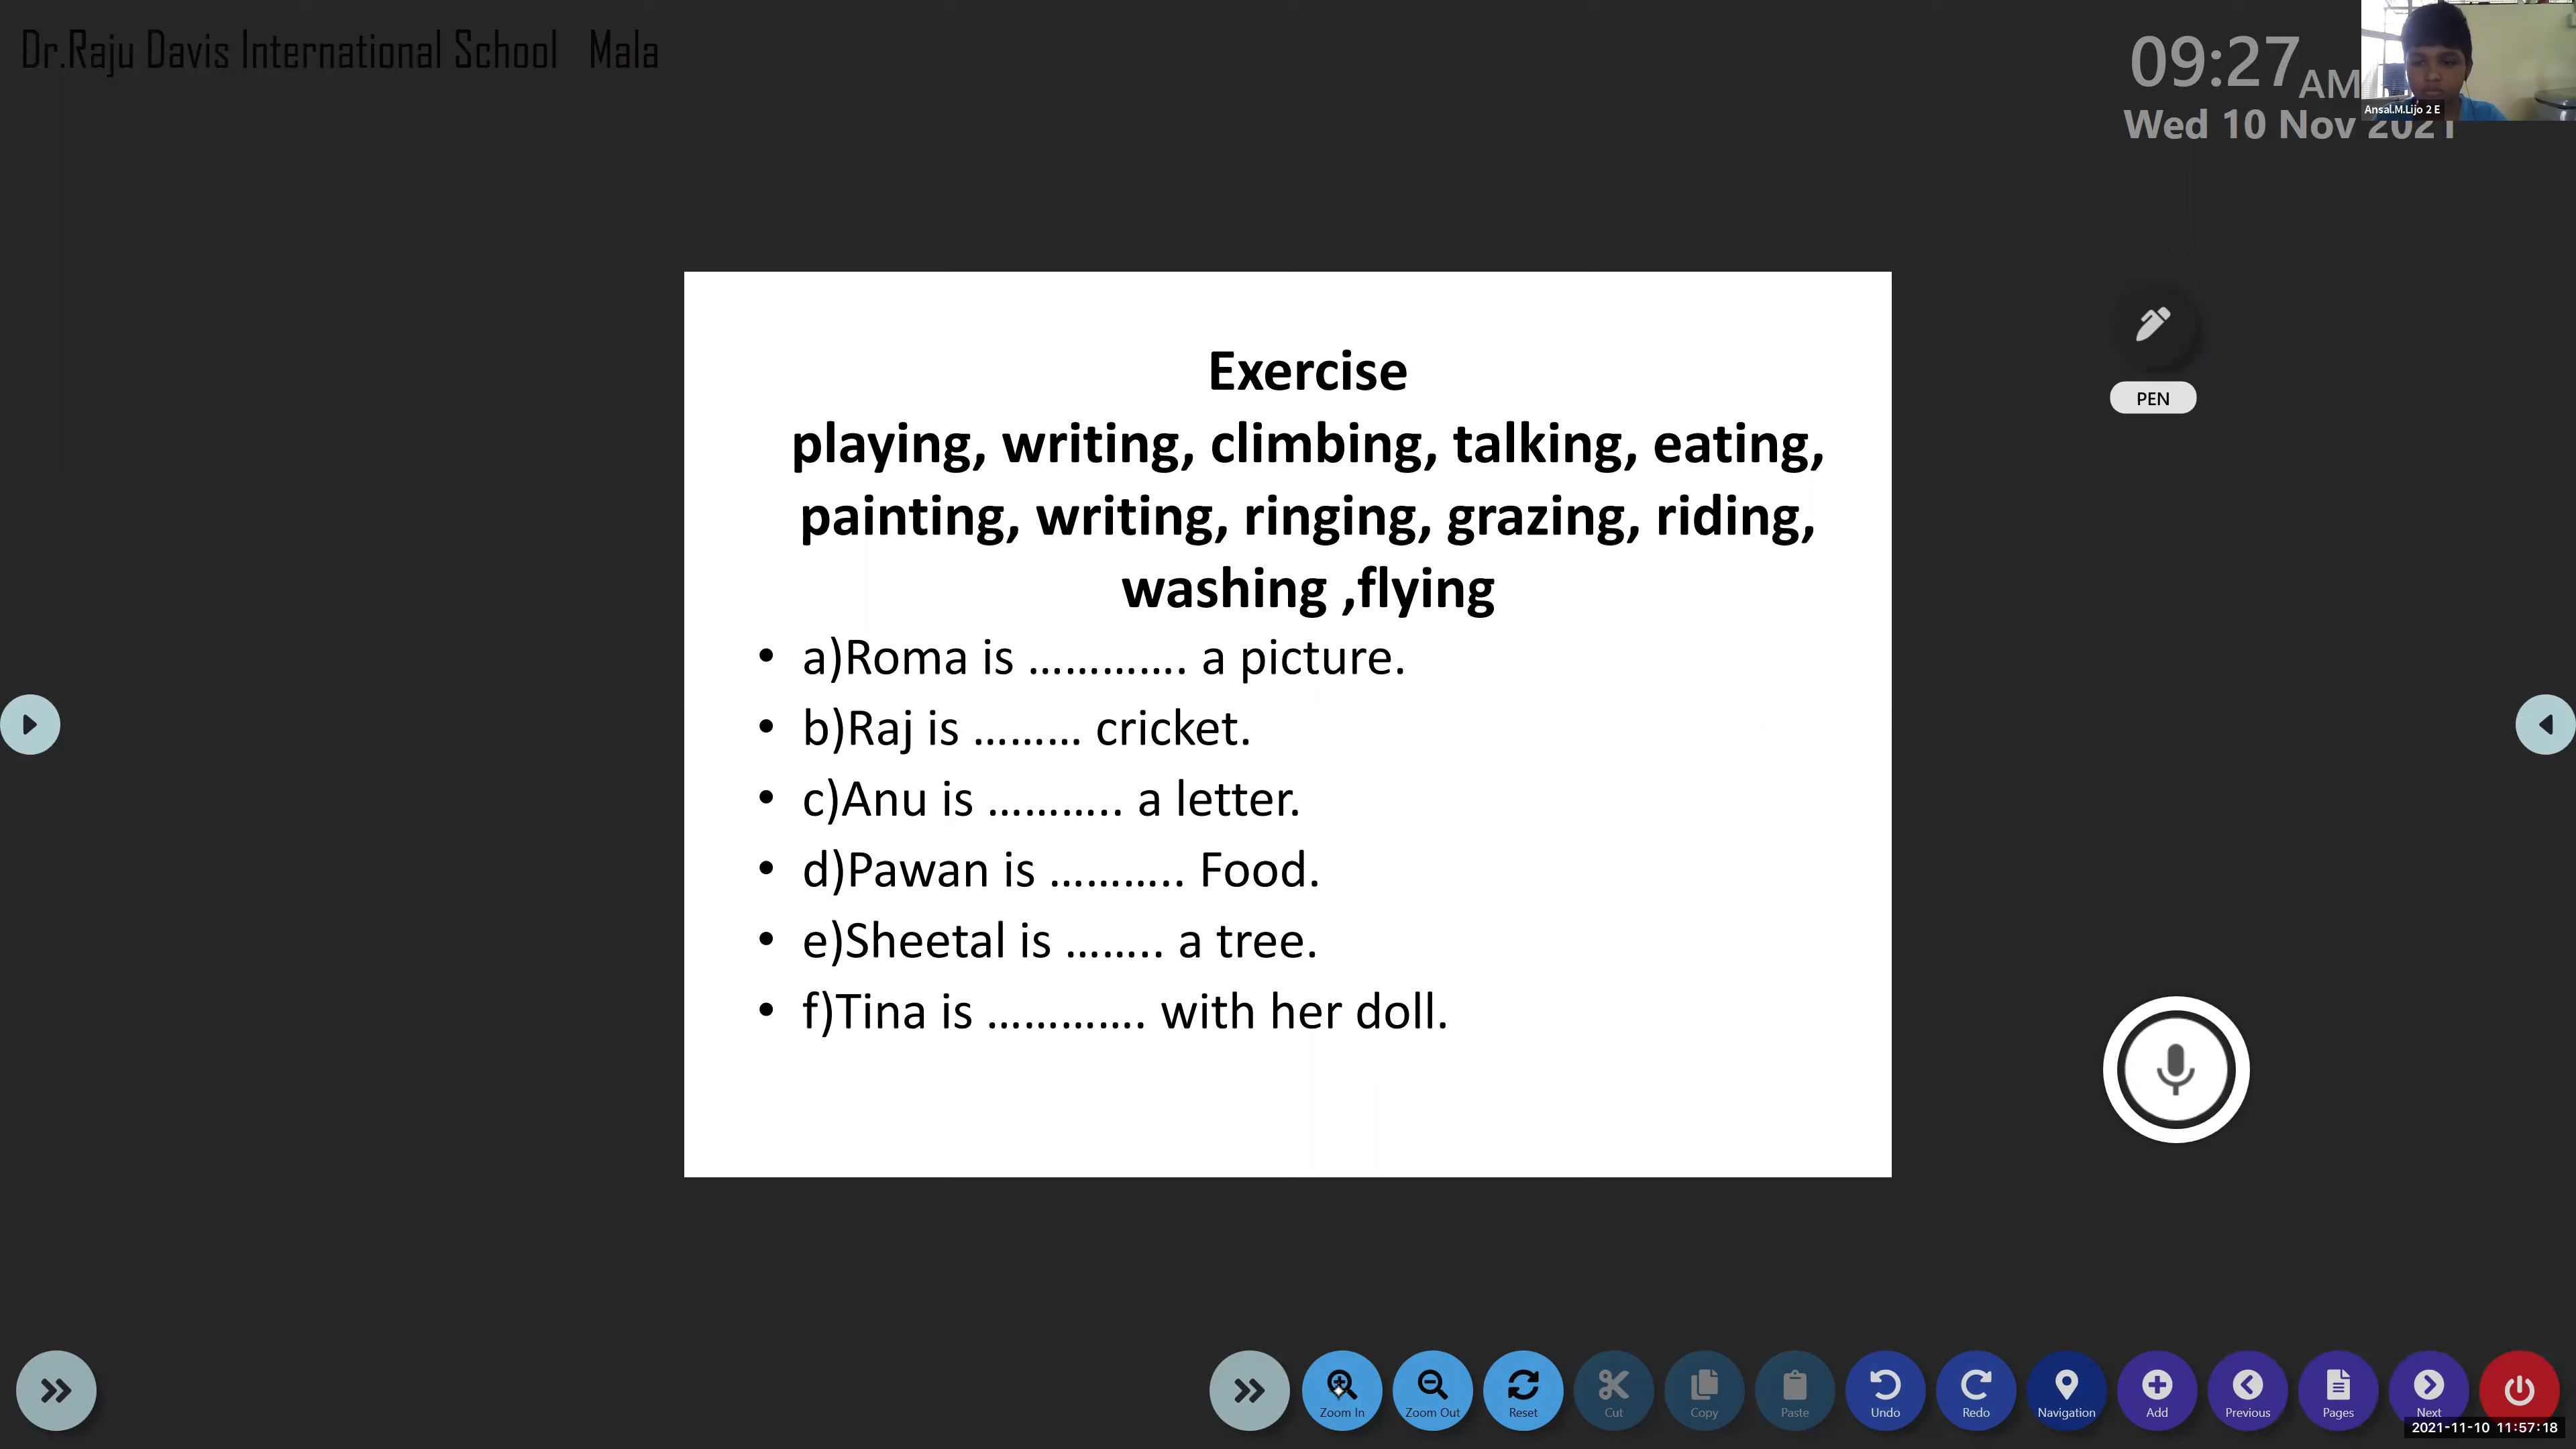 Dr.Raju Davis International School Mala
09:27 AM
Wed 10 Nov 2021
Ansal.M.Lijo 2 E
PEN
Exercise
playing, writing, climbing, talking, eating,
painting, writing, ringing, grazing, riding,
washing ,flying
• a)Roma is …………. a picture.
• b)Raj is ……… cricket.
• c)Anu is ……….. a letter.
• d)Pawan is ……….. Food.
• e)Sheetal is …….. a tree.
• f)Tina is …………. with her doll.
Zoom In
Zoom Out
Reset
Cut
Copy
Paste
Undo
Redo
Navigation
Add
Previous
Pages
Next
2021-11-10 11:57:18